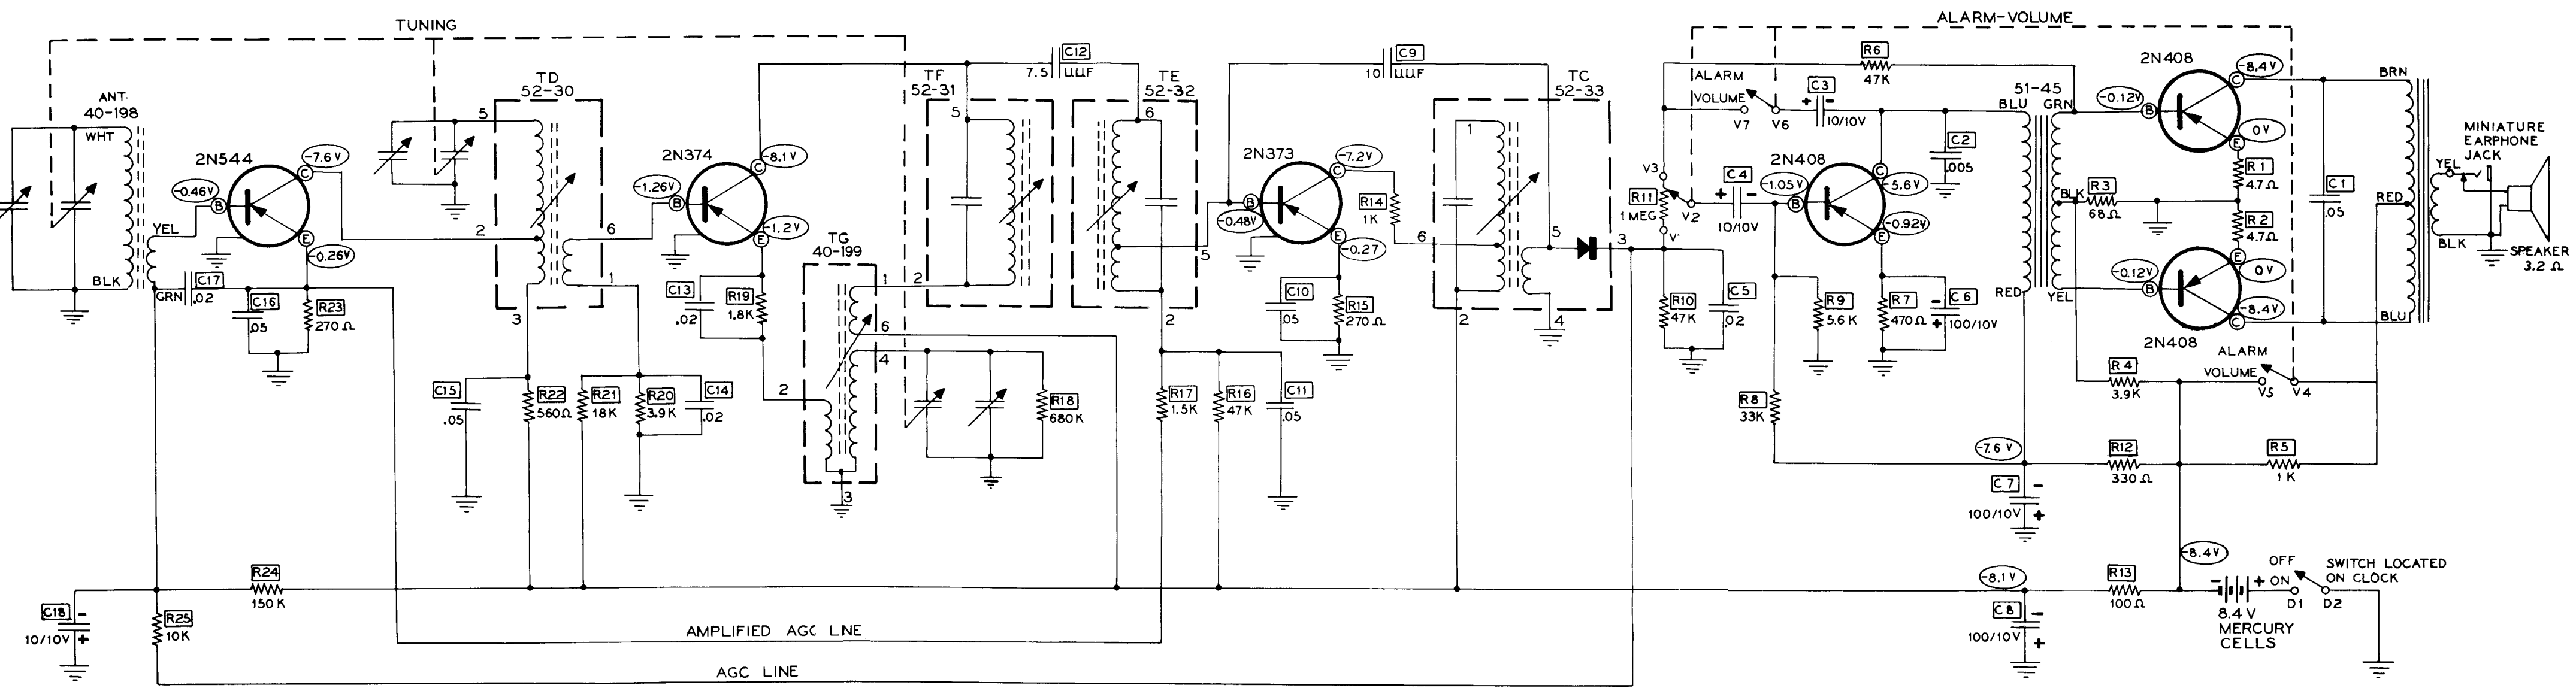 TUNING
ALARM-VOLUME
ANT.
40-198
WHT
YEL
BLK
GRN
2N544
-7.6V
-0.46V
-0.26V
C
B
E
C17
.02
C16
.05
R23
270 Ω
TD
52-30
5
2
6
1
3
C15
.05
R22
560Ω
R21
18K
R20
3.9K
C14
.02
2N374
-8.1 V
-1.26V
-1.2V
C
B
E
C13
.02
R19
1.8K
TG
40-199
1
6
4
2
3
R18
680K
TF
52-31
5
2
C12
7.5 µµF
TE
52-32
6
5
2
R17
1.5K
R16
47K
C11
.05
C9
10 µµF
2N373
-7.2V
-0.48V
-0.27
C
B
E
R14
1K
C10
.05
R15
270 Ω
TC
52-33
1
6
2
5
3
4
R6
47K
ALARM
VOLUME
V7
V6
C3
+ -
10/10V
V3
R11
1 MEG
V2
V'
R10
47K
C5
.02
C4
+ -
10/10V
2N408
-1.05V
-5.6V
-0.92V
C
B
E
C2
.005
R9
5.6 K
R7
470Ω
C6
-
+
100/10V
R8
33K
51-45
BLU
GRN
BLK
RED
YEL
2N408
-8.4V
-0.12V
0V
C
B
E
R1
4.7Ω
R3
68Ω
R2
4.7Ω
-0.12V
0V
-8.4V
E
B
C
2N408
C1
.05
BRN
RED
BLU
YEL
BLK
MINIATURE
EARPHONE
JACK
SPEAKER
3.2 Ω
ALARM
VOLUME
V5
V4
R4
3.9K
R12
330Ω
R5
1K
-7.6 V
C7
-
+
100/10V
-8.4V
-8.1 V
R13
100Ω
C8
-
+
100/10V
- +
8.4 V
MERCURY
CELLS
OFF
ON
D1
D2
SWITCH LOCATED
ON CLOCK
R24
150 K
C18
-
+
10/10V
R25
10K
AMPLIFIED AGC LINE
AGC LINE